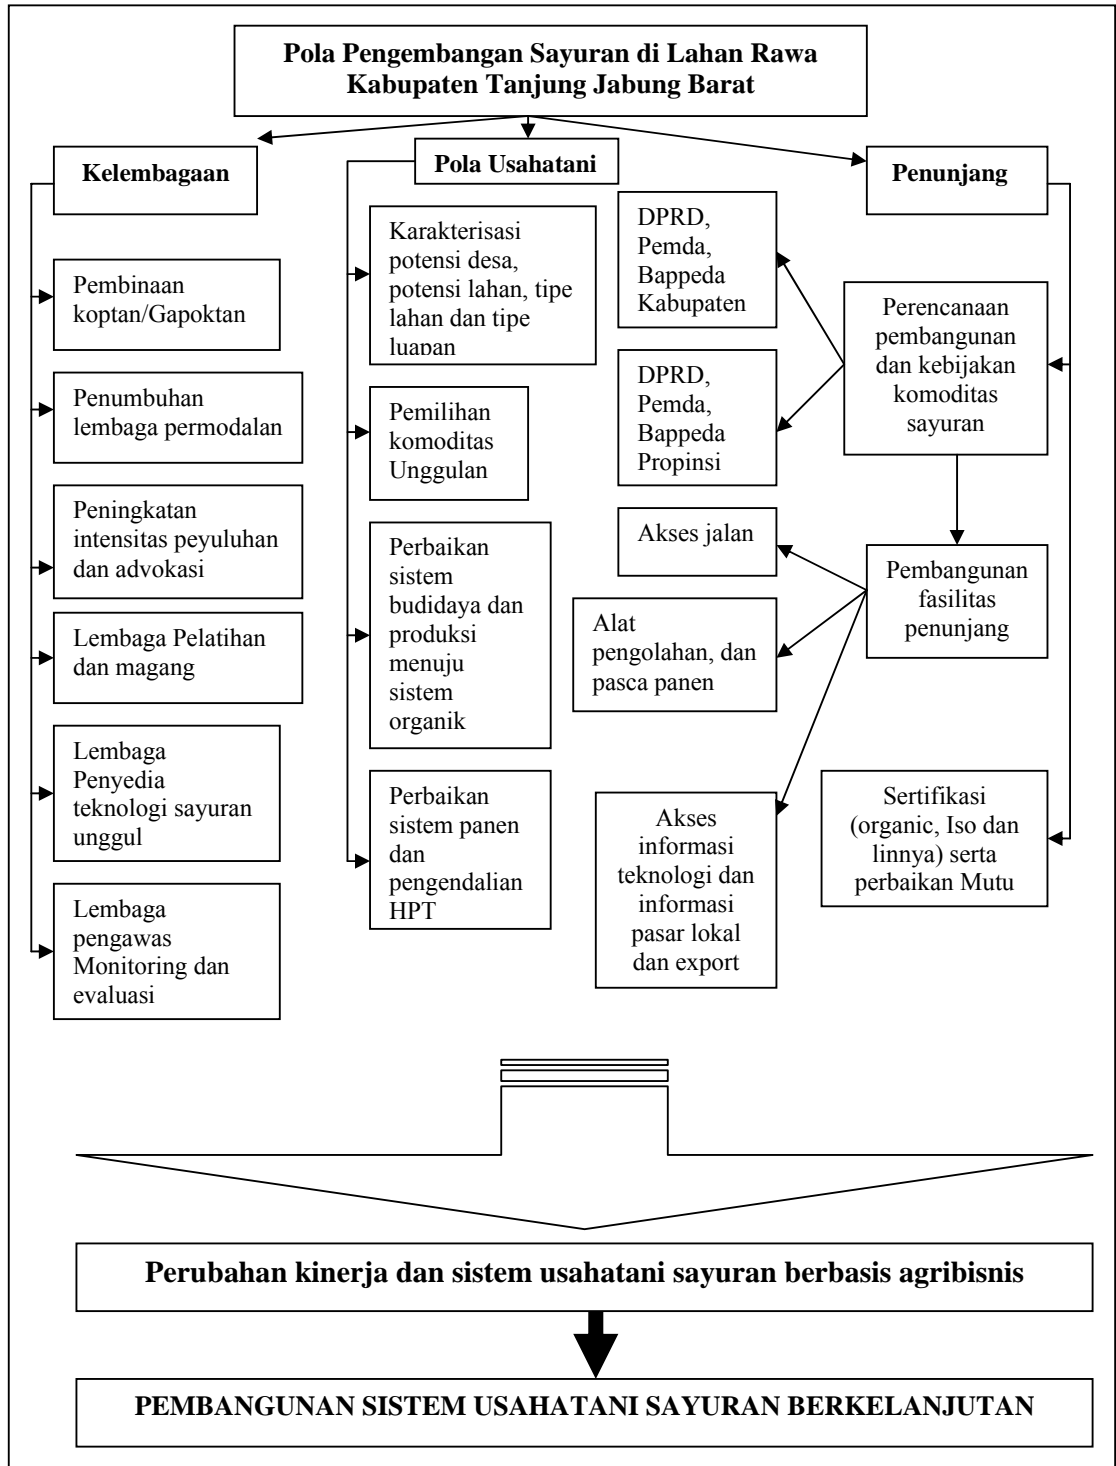 Pola Pengembangan Sayuran di Lahan Rawa
Kabupaten Tanjung Jabung Barat
Kelembagaan
Pola Usahatani
Penunjang
Pembinaan
koptan/Gapoktan
Penumbuhan
lembaga permodalan
Peningkatan
intensitas peyuluhan
dan advokasi
Lembaga Pelatihan
dan magang
Lembaga
Penyedia
teknologi sayuran
unggul
Lembaga
pengawas
Monitoring dan
evaluasi
Karakterisasi
potensi desa,
potensi lahan, tipe
lahan dan tipe
luapan
Pemilihan
komoditas
Unggulan
Perbaikan
sistem
budidaya dan
produksi
menuju
sistem
organik
Perbaikan
sistem panen
dan
pengendalian
HPT
DPRD,
Pemda,
Bappeda
Kabupaten
DPRD,
Pemda,
Bappeda
Propinsi
Akses jalan
Alat
pengolahan, dan
pasca panen
Akses
informasi
teknologi dan
informasi
pasar lokal
dan export
Perencanaan
pembangunan
dan kebijakan
komoditas
sayuran
Pembangunan
fasilitas
penunjang
Sertifikasi
(organic, Iso dan
linnya) serta
perbaikan Mutu
Perubahan kinerja dan sistem usahatani sayuran berbasis agribisnis
PEMBANGUNAN SISTEM USAHATANI SAYURAN BERKELANJUTAN